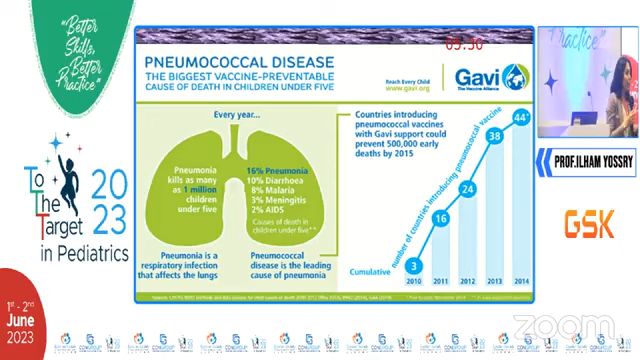 "Better
Skills,
Better
Practice"
To
The
Target
2023
in Pediatrics
1st - 2nd
June
2023
05:30
PNEUMOCOCCAL DISEASE
THE BIGGEST VACCINE-PREVENTABLE
CAUSE OF DEATH IN CHILDREN UNDER FIVE
Reach Every Child
www.gavi.org
Gavi
The Vaccine Alliance
Every year...
Pneumonia
kills as many
as 1 million
children
under five
16% Pneumonia
10% Diarrhoea
8% Malaria
3% Meningitis
2% AIDS
Causes of death in
children under five**
Pneumonia is a
respiratory infection
that affects the lungs
Pneumococcal
disease is the leading
cause of pneumonia
Countries introducing
pneumococcal vaccines
with Gavi support could
prevent 500,000 early
deaths by 2015
number of countries introducing pneumococcal vaccine
Cumulative
3
16
24
38
44*
2010
2011
2012
2013
2014
Practice"
PROF.ILHAM YOSSRY
GSK
zoom